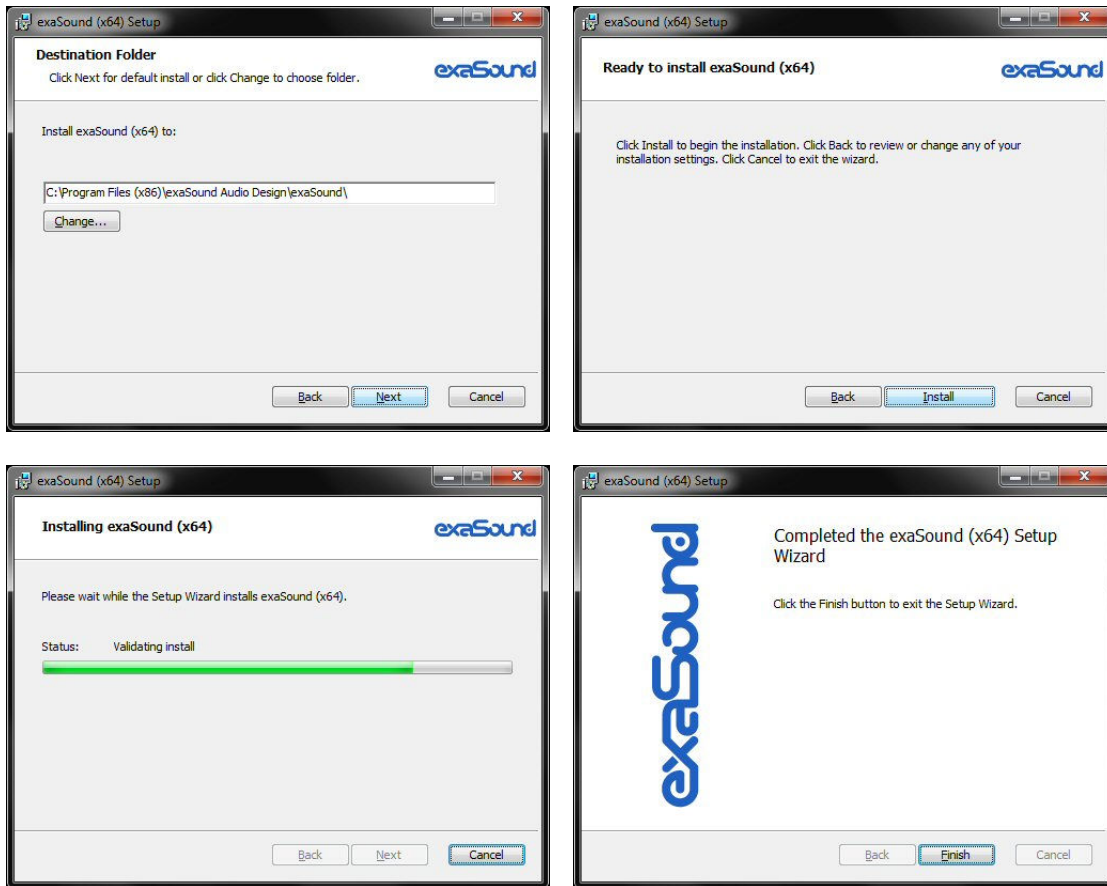 exaSound (x64) Setup
Destination Folder
Click Next for default install or click Change to choose folder.
exaSound
Install exaSound (x64) to:
C:\Program Files (x86)\exaSound Audio Design\exaSound\
Change...
Back Next Cancel
exaSound (x64) Setup
Ready to install exaSound (x64)
exaSound
Click Install to begin the installation. Click Back to review or change any of your
installation settings. Click Cancel to exit the wizard.
Back Install Cancel
exaSound (x64) Setup
Installing exaSound (x64)
exaSound
Please wait while the Setup Wizard installs exaSound (x64).
Status: Validating install
Back Next Cancel
exaSound (x64) Setup
exaSound
Completed the exaSound (x64) Setup
Wizard
Click the Finish button to exit the Setup Wizard.
Back Finish Cancel